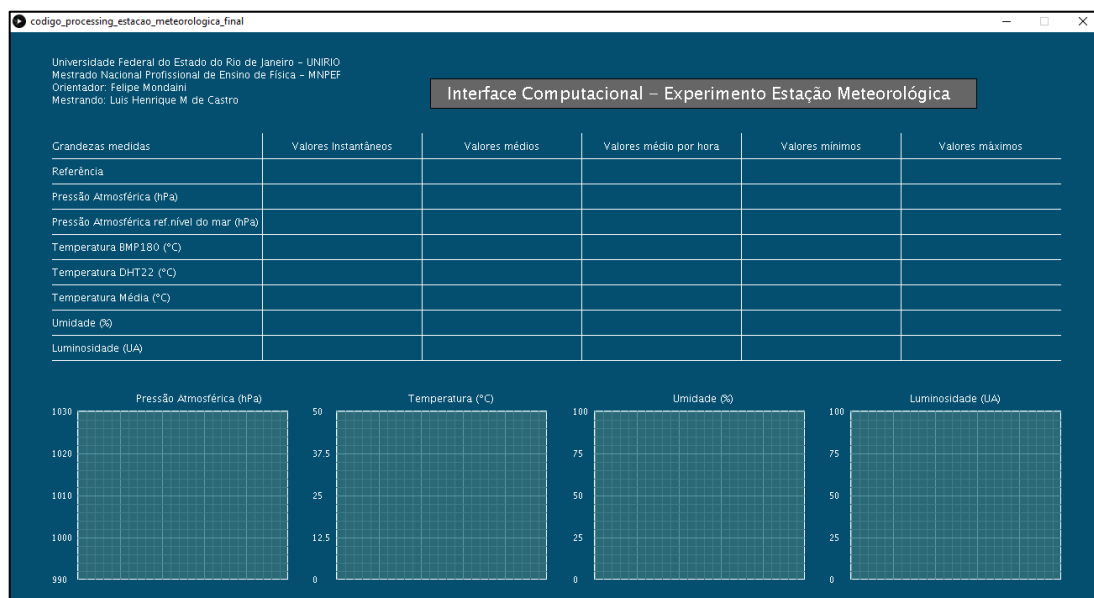 codigo_processing_estacao_meteorologica_final
Universidade Federal do Estado do Rio de Janeiro – UNIRIO
Mestrado Nacional Profissional de Ensino de Física – MNPEF
Orientador: Felipe Mondaini
Mestrando: Luis Henrique M de Castro
Interface Computacional – Experimento Estação Meteorológica
Grandezas medidas Valores Instantâneos Valores médios Valores médio por hora Valores mínimos Valores máximos
Referência
Pressão Atmosférica (hPa)
Pressão Atmosférica ref.nível do mar (hPa)
Temperatura BMP180 (°C)
Temperatura DHT22 (°C)
Temperatura Média (°C)
Umidade (%)
Luminosidade (UA)
Pressão Atmosférica (hPa) Temperatura (°C) Umidade (%) Luminosidade (UA)
1030 50 100 100
1020 37.5 75 75
1010 25 50 50
1000 12.5 25 25
990 0 0 0